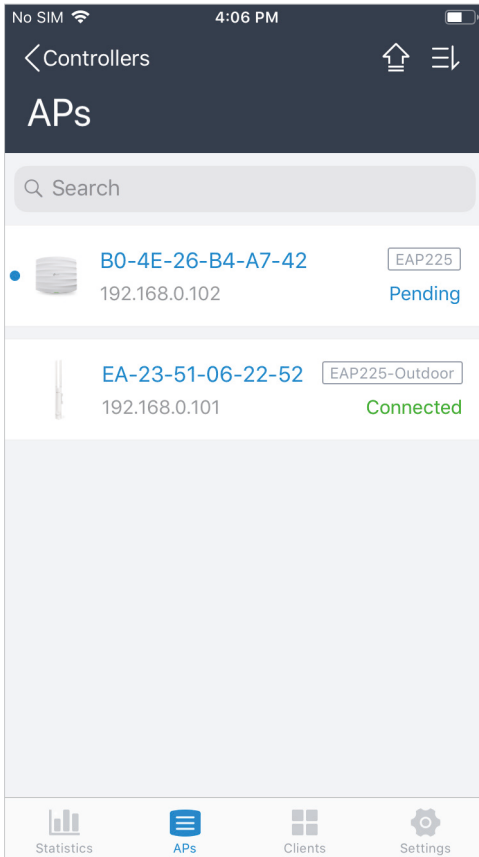 No SIM 4:06 PM
Controllers
APs
Search
B0-4E-26-B4-A7-42 EAP225
192.168.0.102 Pending
EA-23-51-06-22-52 EAP225-Outdoor
192.168.0.101 Connected
Statistics APs Clients Settings